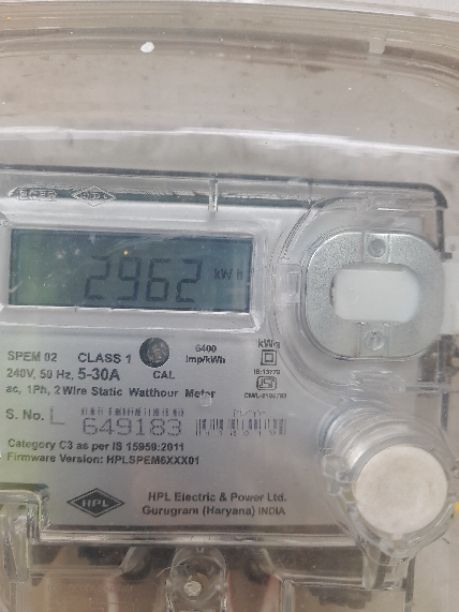 2962 kWh
SPEM 02 CLASS 1 6400 imp/kWh
240V, 50 Hz, 5-30A CAL
ac, 1Ph, 2 Wire Static Watthour Meter
S. No. L 649183
Category C3 as per IS 15959:2011
Firmware Version: HPLSPEM6XXX01
HPL
HPL Electric & Power Ltd.
Gurugram (Haryana) INDIA